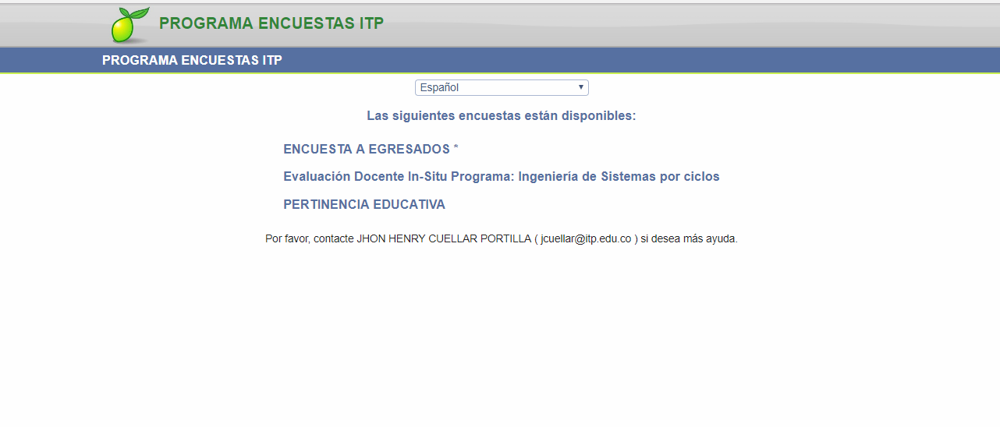 PROGRAMA ENCUESTAS ITP
PROGRAMA ENCUESTAS ITP
Español
Las siguientes encuestas están disponibles:
ENCUESTA A EGRESADOS *
Evaluación Docente In-Situ Programa: Ingeniería de Sistemas por ciclos
PERTINENCIA EDUCATIVA
Por favor, contacte JHON HENRY CUELLAR PORTILLA ( jcuellar@itp.edu.co ) si desea más ayuda.